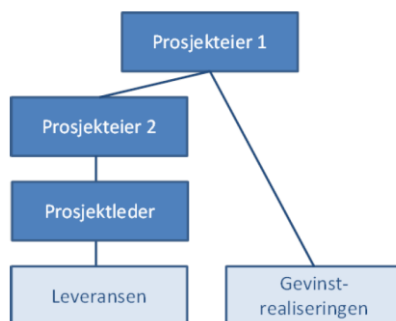 Prosjekteier 1
Prosjekteier 2
Prosjektleder
Leveransen
Gevinst-
realiseringen